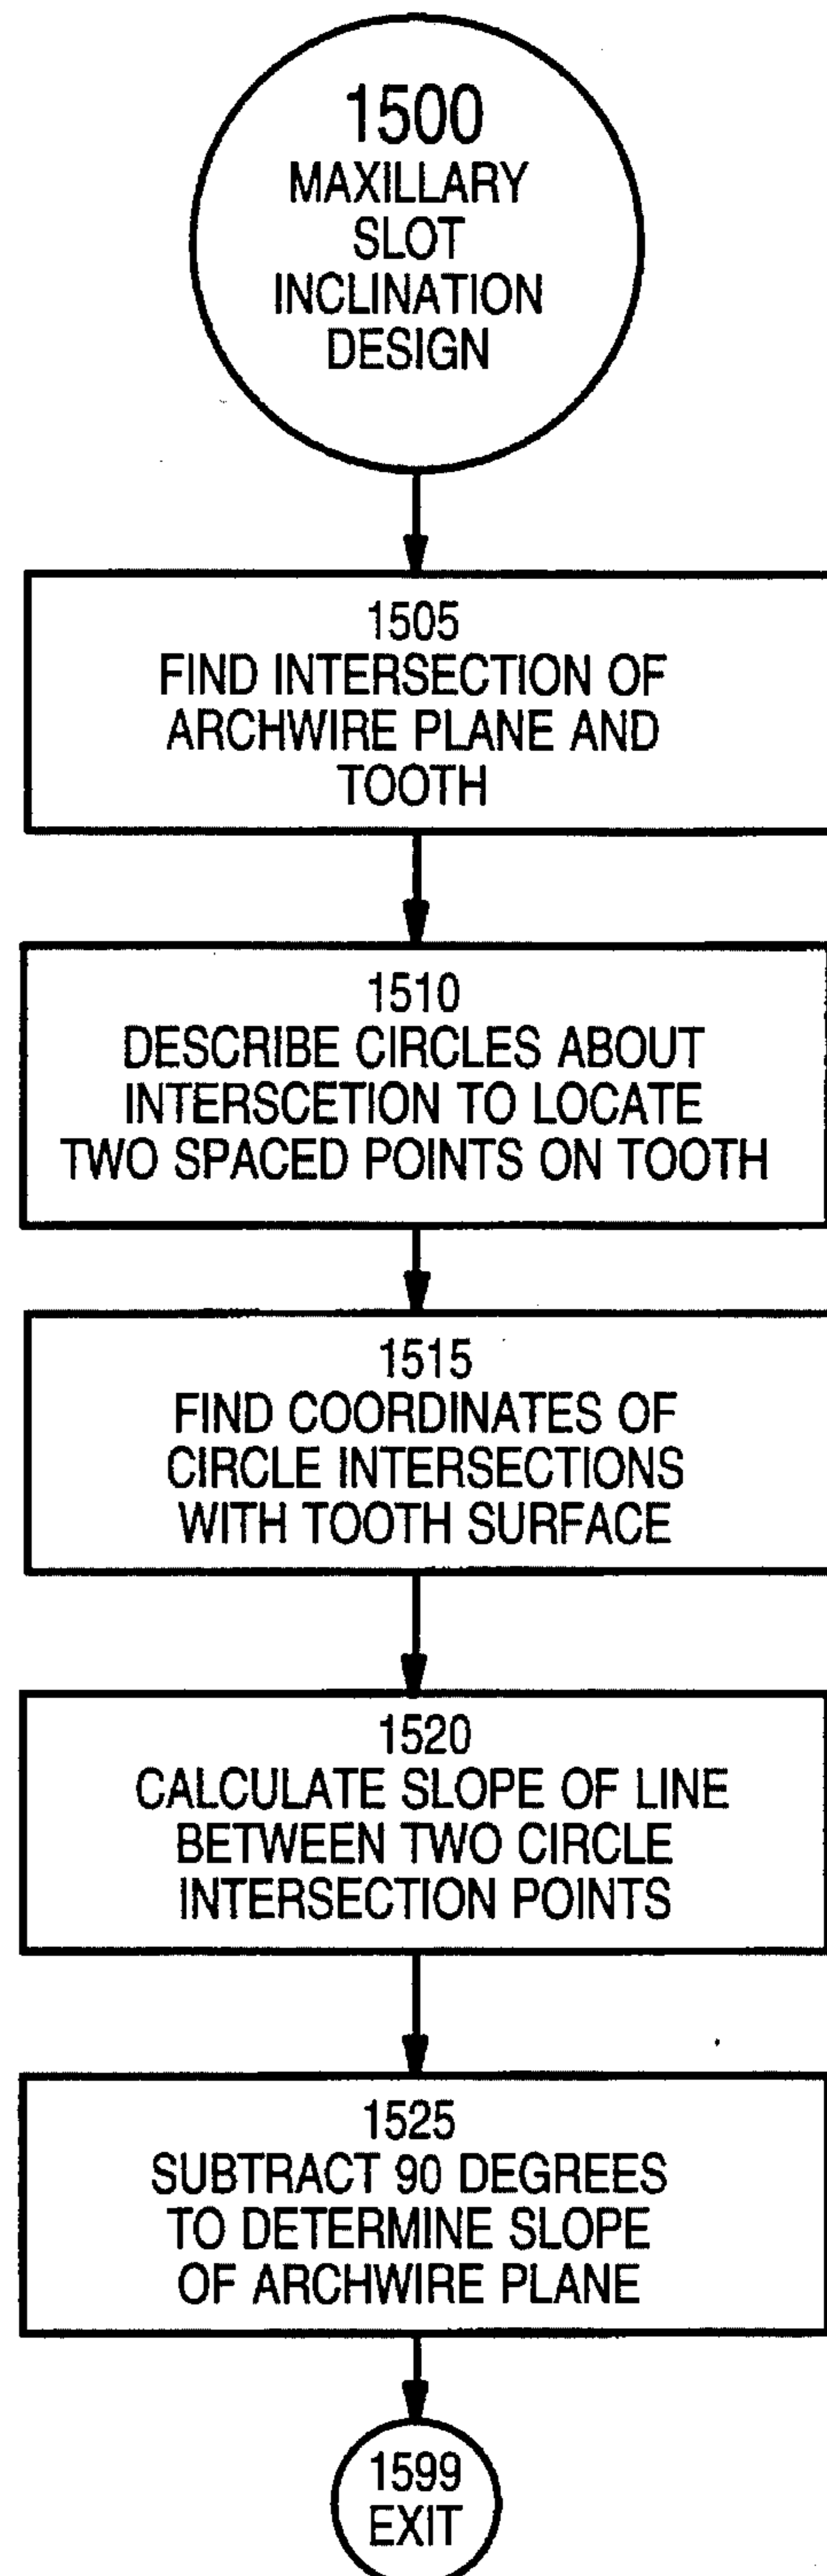 1500
MAXILLARY
SLOT
INCLINATION
DESIGN
1505
FIND INTERSECTION OF
ARCHWIRE PLANE AND
TOOTH
1510
DESCRIBE CIRCLES ABOUT
INTERSCETION TO LOCATE
TWO SPACED POINTS ON TOOTH
1515
FIND COORDINATES OF
CIRCLE INTERSECTIONS
WITH TOOTH SURFACE
1520
CALCULATE SLOPE OF LINE
BETWEEN TWO CIRCLE
INTERSECTION POINTS
1525
SUBTRACT 90 DEGREES
TO DETERMINE SLOPE
OF ARCHWIRE PLANE
1599
EXIT